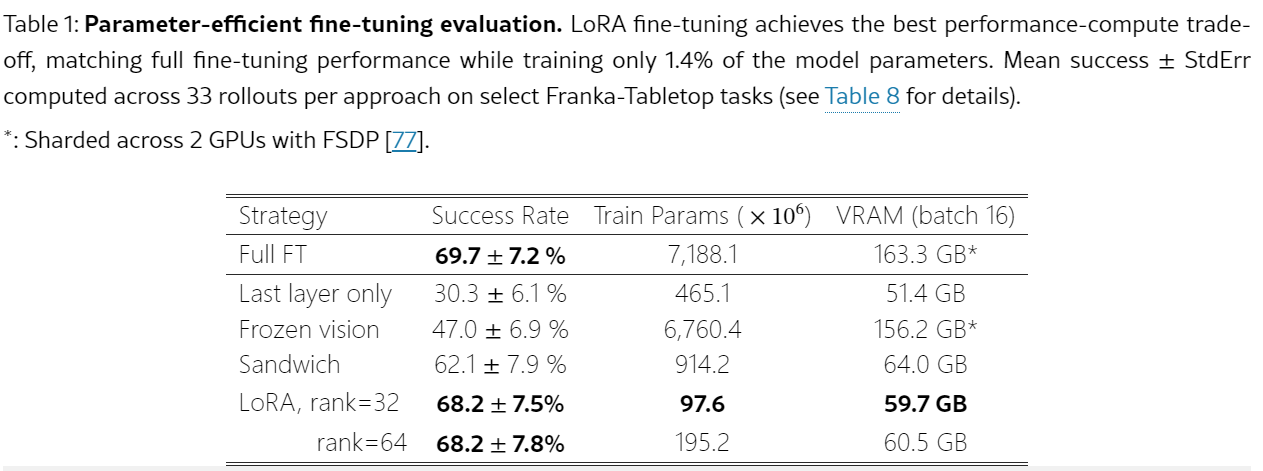 Table 1: Parameter-efficient fine-tuning evaluation. LoRA fine-tuning achieves the best performance-compute trade-
off, matching full fine-tuning performance while training only 1.4% of the model parameters. Mean success ± StdErr
computed across 33 rollouts per approach on select Franka-Tabletop tasks (see Table 8 for details).
*: Sharded across 2 GPUs with FSDP [77].
Strategy Success Rate Train Params ( × 10⁶) VRAM (batch 16)
Full FT 69.7 ± 7.2 % 7,188.1 163.3 GB*
Last layer only 30.3 ± 6.1 % 465.1 51.4 GB
Frozen vision 47.0 ± 6.9 % 6,760.4 156.2 GB*
Sandwich 62.1 ± 7.9 % 914.2 64.0 GB
LoRA, rank=32 68.2 ± 7.5% 97.6 59.7 GB
rank=64 68.2 ± 7.8% 195.2 60.5 GB